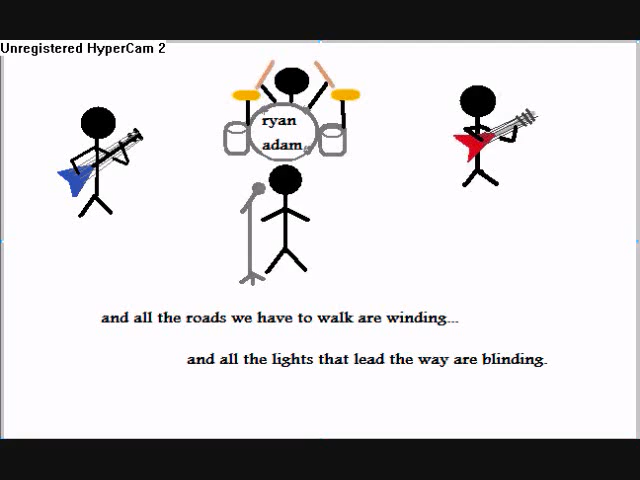 Unregistered HyperCam 2
ryan
adam
and all the roads we have to walk are winding...
and all the lights that lead the way are blinding.